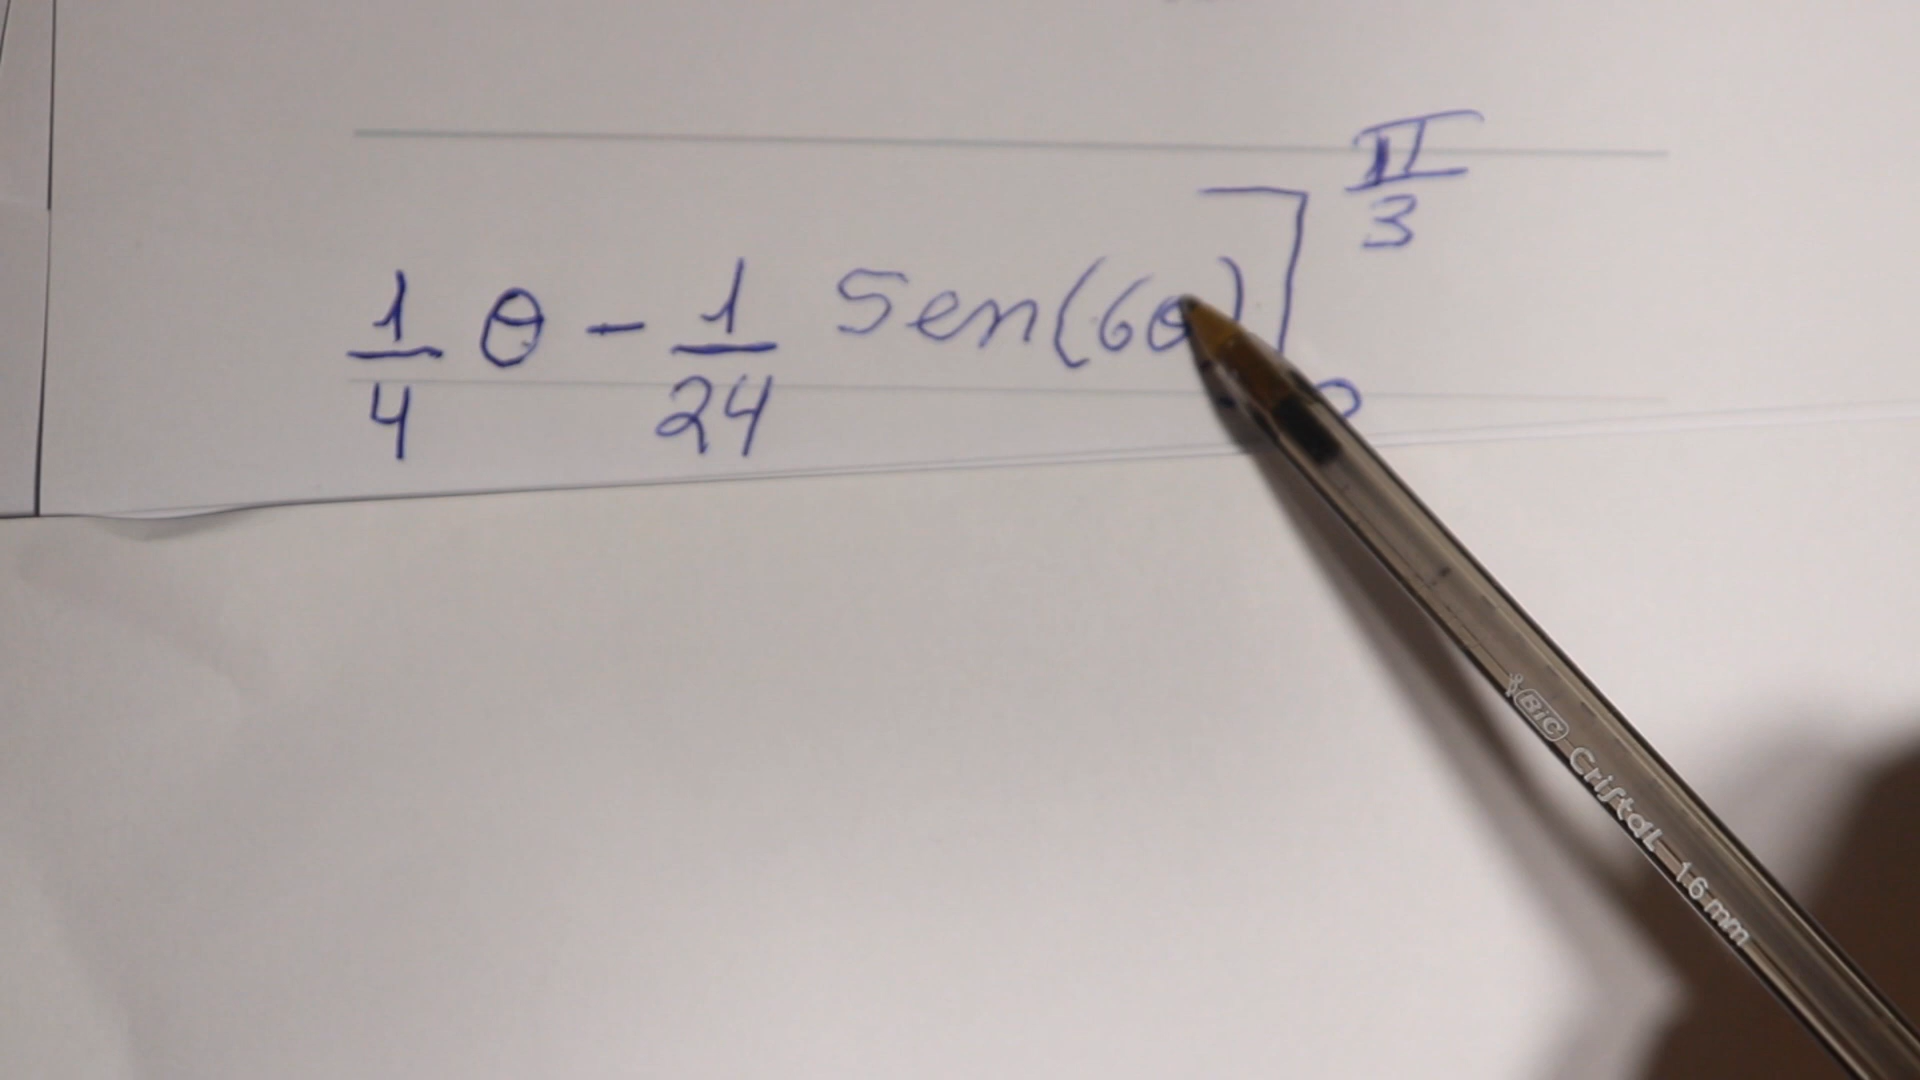 1/4 θ - 1/24 Sen(6θ)]₀^(π/3)
BIC Cristal 1.6 mm